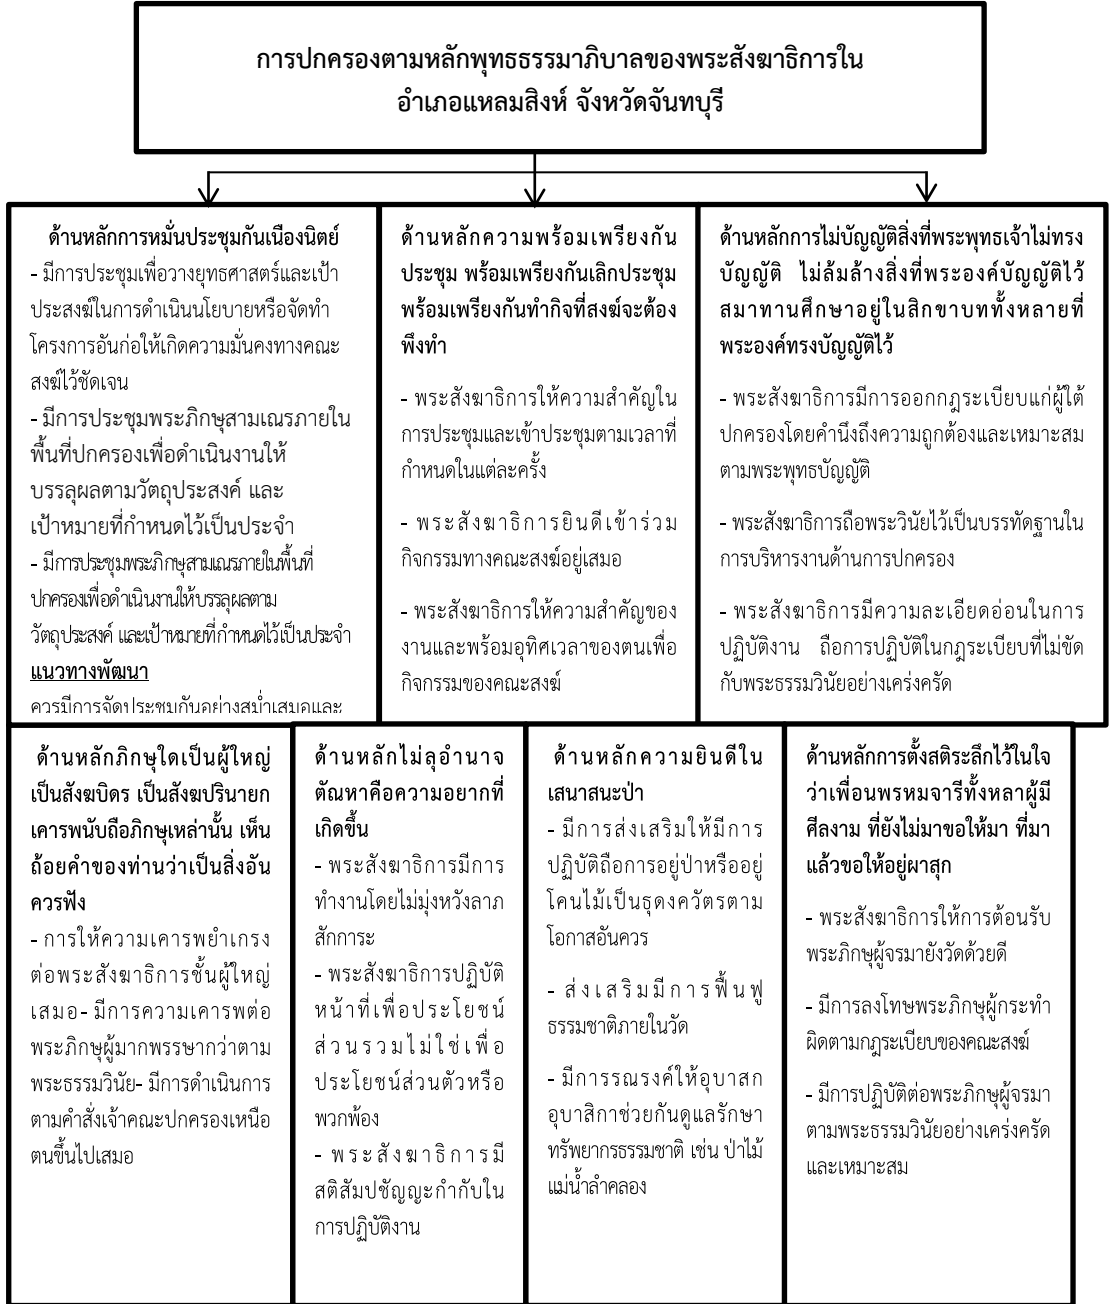 การปกครองตามหลักพุทธธรรมาภิบาลของพระสังฆาธิการใน
อำเภอแหลมสิงห์ จังหวัดจันทบุรี
ด้านหลักการหมั่นประชุมกันเนืองนิตย์
- มีการประชุมเพื่อวางยุทธศาสตร์และเป้า
ประสงฆ์ในการดำเนินนโยบายหรือจัดทำ
โครงการอันก่อให้เกิดความมั่นคงทางคณะ
สงฆ์ไว้ชัดเจน
- มีการประชุมพระภิกษุสามเณรภายใน
พื้นที่ปกครองเพื่อดำเนินงานให้
บรรลุผลตามวัตถุประสงค์ และ
เป้าหมายที่กำหนดไว้เป็นประจำ
- มีการประชุมพระภิกษุสามเณรภายในพื้นที่
ปกครองเพื่อดำเนินงานให้บรรลุผลตาม
วัตถุประสงค์ และเป้าหมายที่กำหนดไว้เป็นประจำ
แนวทางพัฒนา
ควรมีการจัดประชุมกันอย่างสม่ำเสมอและ
ด้านหลักความพร้อมเพรียงกัน
ประชุม พร้อมเพรียงกันเลิกประชุม
พร้อมเพรียงกันทำกิจที่สงฆ์จะต้อง
พึงทำ
- พระสังฆาธิการให้ความสำคัญใน
การประชุมและเข้าประชุมตามเวลาที่
กำหนดในแต่ละครั้ง
- พระสังฆาธิการยินดีเข้าร่วม
กิจกรรมทางคณะสงฆ์อยู่เสมอ
- พระสังฆาธิการให้ความสำคัญของ
งานและพร้อมอุทิศเวลาของตนเพื่อ
กิจกรรมของคณะสงฆ์
ด้านหลักการไม่บัญญัติสิ่งที่พระพุทธเจ้าไม่ทรง
บัญญัติ ไม่ล้มล้างสิ่งที่พระองค์บัญญัติไว้
สมาทานศึกษาอยู่ในสิกขาบททั้งหลายที่
พระองค์ทรงบัญญัติไว้
- พระสังฆาธิการมีการออกกฎระเบียบแก่ผู้ใต้
ปกครองโดยคำนึงถึงความถูกต้องและเหมาะสม
ตามพระพุทธบัญญัติ
- พระสังฆาธิการถือพระวินัยไว้เป็นบรรทัดฐานใน
การบริหารงานด้านการปกครอง
- พระสังฆาธิการมีความละเอียดอ่อนในการ
ปฏิบัติงาน ถือการปฏิบัติในกฎระเบียบที่ไม่ขัด
กับพระธรรมวินัยอย่างเคร่งครัด
ด้านหลักภิกษุใดเป็นผู้ใหญ่
เป็นสังฆบิดร เป็นสังฆปรินายก
เคารพนับถือภิกษุเหล่านั้น เห็น
ถ้อยคำของท่านว่าเป็นสิ่งอัน
ควรฟัง
- การให้ความเคารพยำเกรง
ต่อพระสังฆาธิการชั้นผู้ใหญ่
เสมอ- มีการความเคารพต่อ
พระภิกษุผู้มากพรรษากว่าตาม
พระธรรมวินัย- มีการดำเนินการ
ตามคำสั่งเจ้าคณะปกครองเหนือ
ตนขึ้นไปเสมอ
ด้านหลักไม่ลุอำนาจ
ตัณหาคือความอยากที่
เกิดขึ้น
- พระสังฆาธิการมีการ
ทำงานโดยไม่มุ่งหวังลาภ
สักการะ
- พระสังฆาธิการปฏิบัติ
หน้าที่เพื่อประโยชน์
ส่วนรวมไม่ใช่เพื่อ
ประโยชน์ส่วนตัวหรือ
พวกพ้อง
- พระสังฆาธิการมี
สติสัมปชัญญะกำกับใน
การปฏิบัติงาน
ด้านหลักความยินดีใน
เสนาสนะป่า
- มีการส่งเสริมให้มีการ
ปฏิบัติถือการอยู่ป่าหรืออยู่
โคนไม้เป็นธุดงควัตรตาม
โอกาสอันควร
- ส่งเสริมมีการฟื้นฟู
ธรรมชาติภายในวัด
- มีการรณรงค์ให้อุบาสก
อุบาสิกาช่วยกันดูแลรักษา
ทรัพยากรธรรมชาติ เช่น ป่าไม้
แม่น้ำลำคลอง
ด้านหลักการตั้งสติระลึกไว้ในใจ
ว่าเพื่อนพรหมจารีทั้งหลาผู้มี
ศีลงาม ที่ยังไม่มาขอให้มา ที่มา
แล้วขอให้อยู่ผาสุก
- พระสังฆาธิการให้การต้อนรับ
พระภิกษุผู้จรมายังวัดด้วยดี
- มีการลงโทษพระภิกษุผู้กระทำ
ผิดตามกฎระเบียบของคณะสงฆ์
- มีการปฏิบัติต่อพระภิกษุผู้จรมา
ตามพระธรรมวินัยอย่างเคร่งครัด
และเหมาะสม